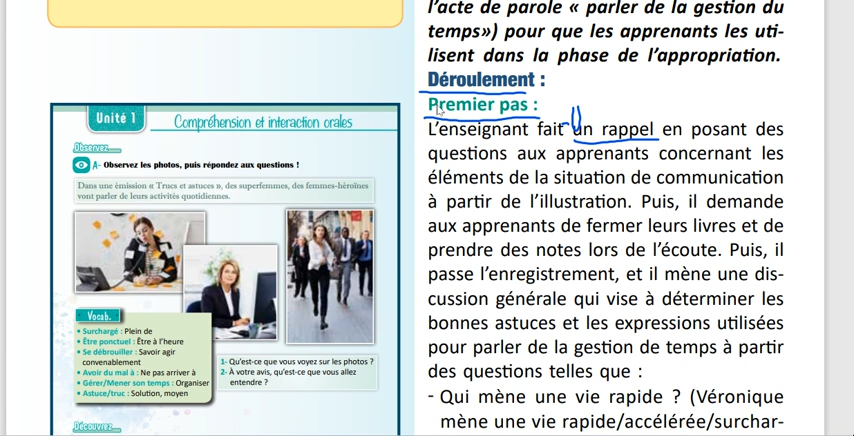 Unité 1
Compréhension et interaction orales
Observez.....
A- Observez les photos, puis répondez aux questions !
Dans une émission « Trucs et astuces », des superfemmes, des femmes-héroïnes
vont parler de leurs activités quotidiennes.
Vocab.
• Surchargé : Plein de
• Être ponctuel : Être à l'heure
• Se débrouiller : Savoir agir
convenablement
• Avoir du mal à : Ne pas arriver à
• Gérer/Mener son temps : Organiser
• Astuce/truc : Solution, moyen
1- Qu'est-ce que vous voyez sur les photos ?
2- À votre avis, qu'est-ce que vous allez
entendre ?
Découvrez.....
l'acte de parole « parler de la gestion du
temps») pour que les apprenants les uti-
lisent dans la phase de l'appropriation.
Déroulement :
Premier pas :
L'enseignant fait un rappel en posant des
questions aux apprenants concernant les
éléments de la situation de communication
à partir de l'illustration. Puis, il demande
aux apprenants de fermer leurs livres et de
prendre des notes lors de l'écoute. Puis, il
passe l'enregistrement, et il mène une dis-
cussion générale qui vise à déterminer les
bonnes astuces et les expressions utilisées
pour parler de la gestion de temps à partir
des questions telles que :
- Qui mène une vie rapide ? (Véronique
mène une vie rapide/accélérée/surchar-